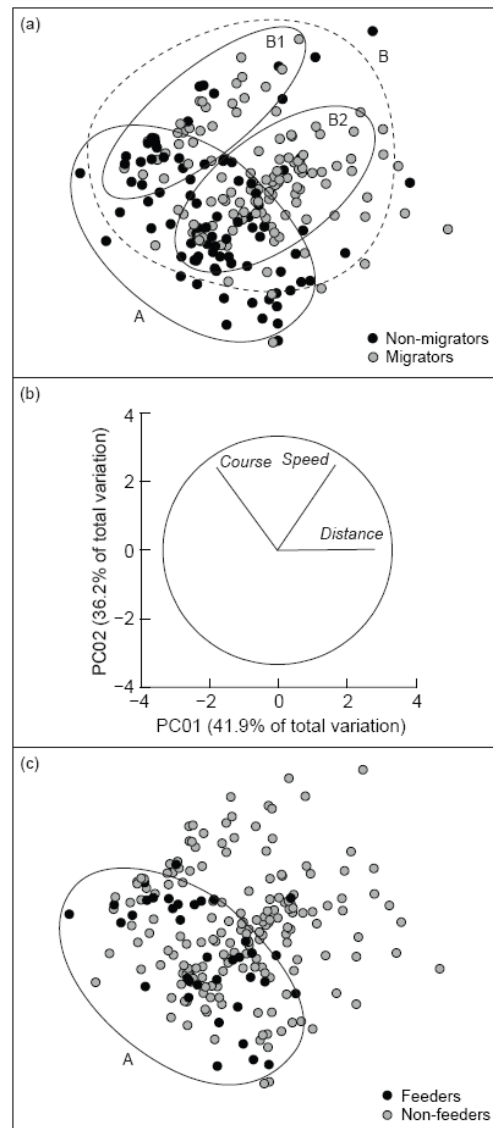 (a)
B1
B
B2
A
Non-migrators
Migrators
(b)
4
2
0
−2
−4
Course Speed
Distance
−4 −2 0 2 4
PC02 (36.2% of total variation)
PC01 (41.9% of total variation)
(c)
A
Feeders
Non-feeders